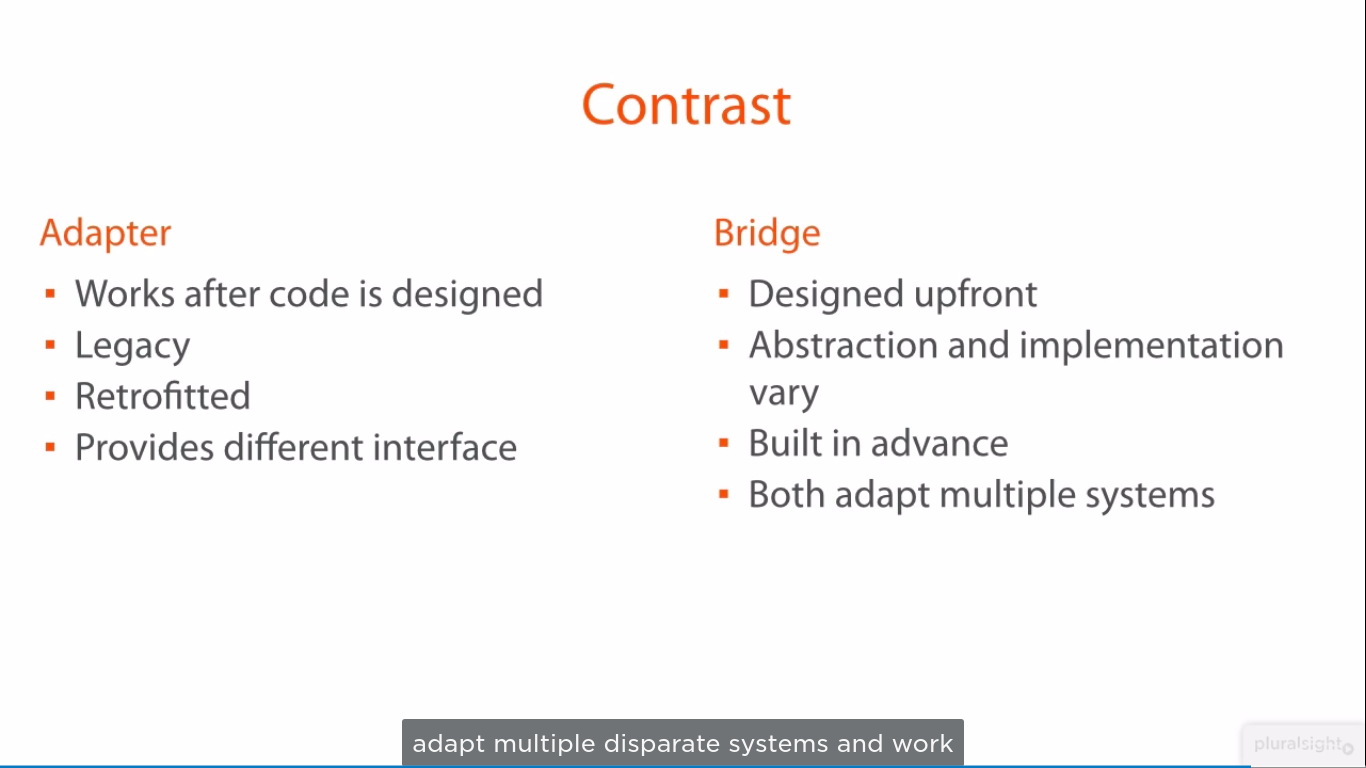 Contrast
Adapter
▪ Works after code is designed
▪ Legacy
▪ Retrofitted
▪ Provides different interface
Bridge
▪ Designed upfront
▪ Abstraction and implementation
vary
▪ Built in advance
▪ Both adapt multiple systems
adapt multiple disparate systems and work
pluralsight